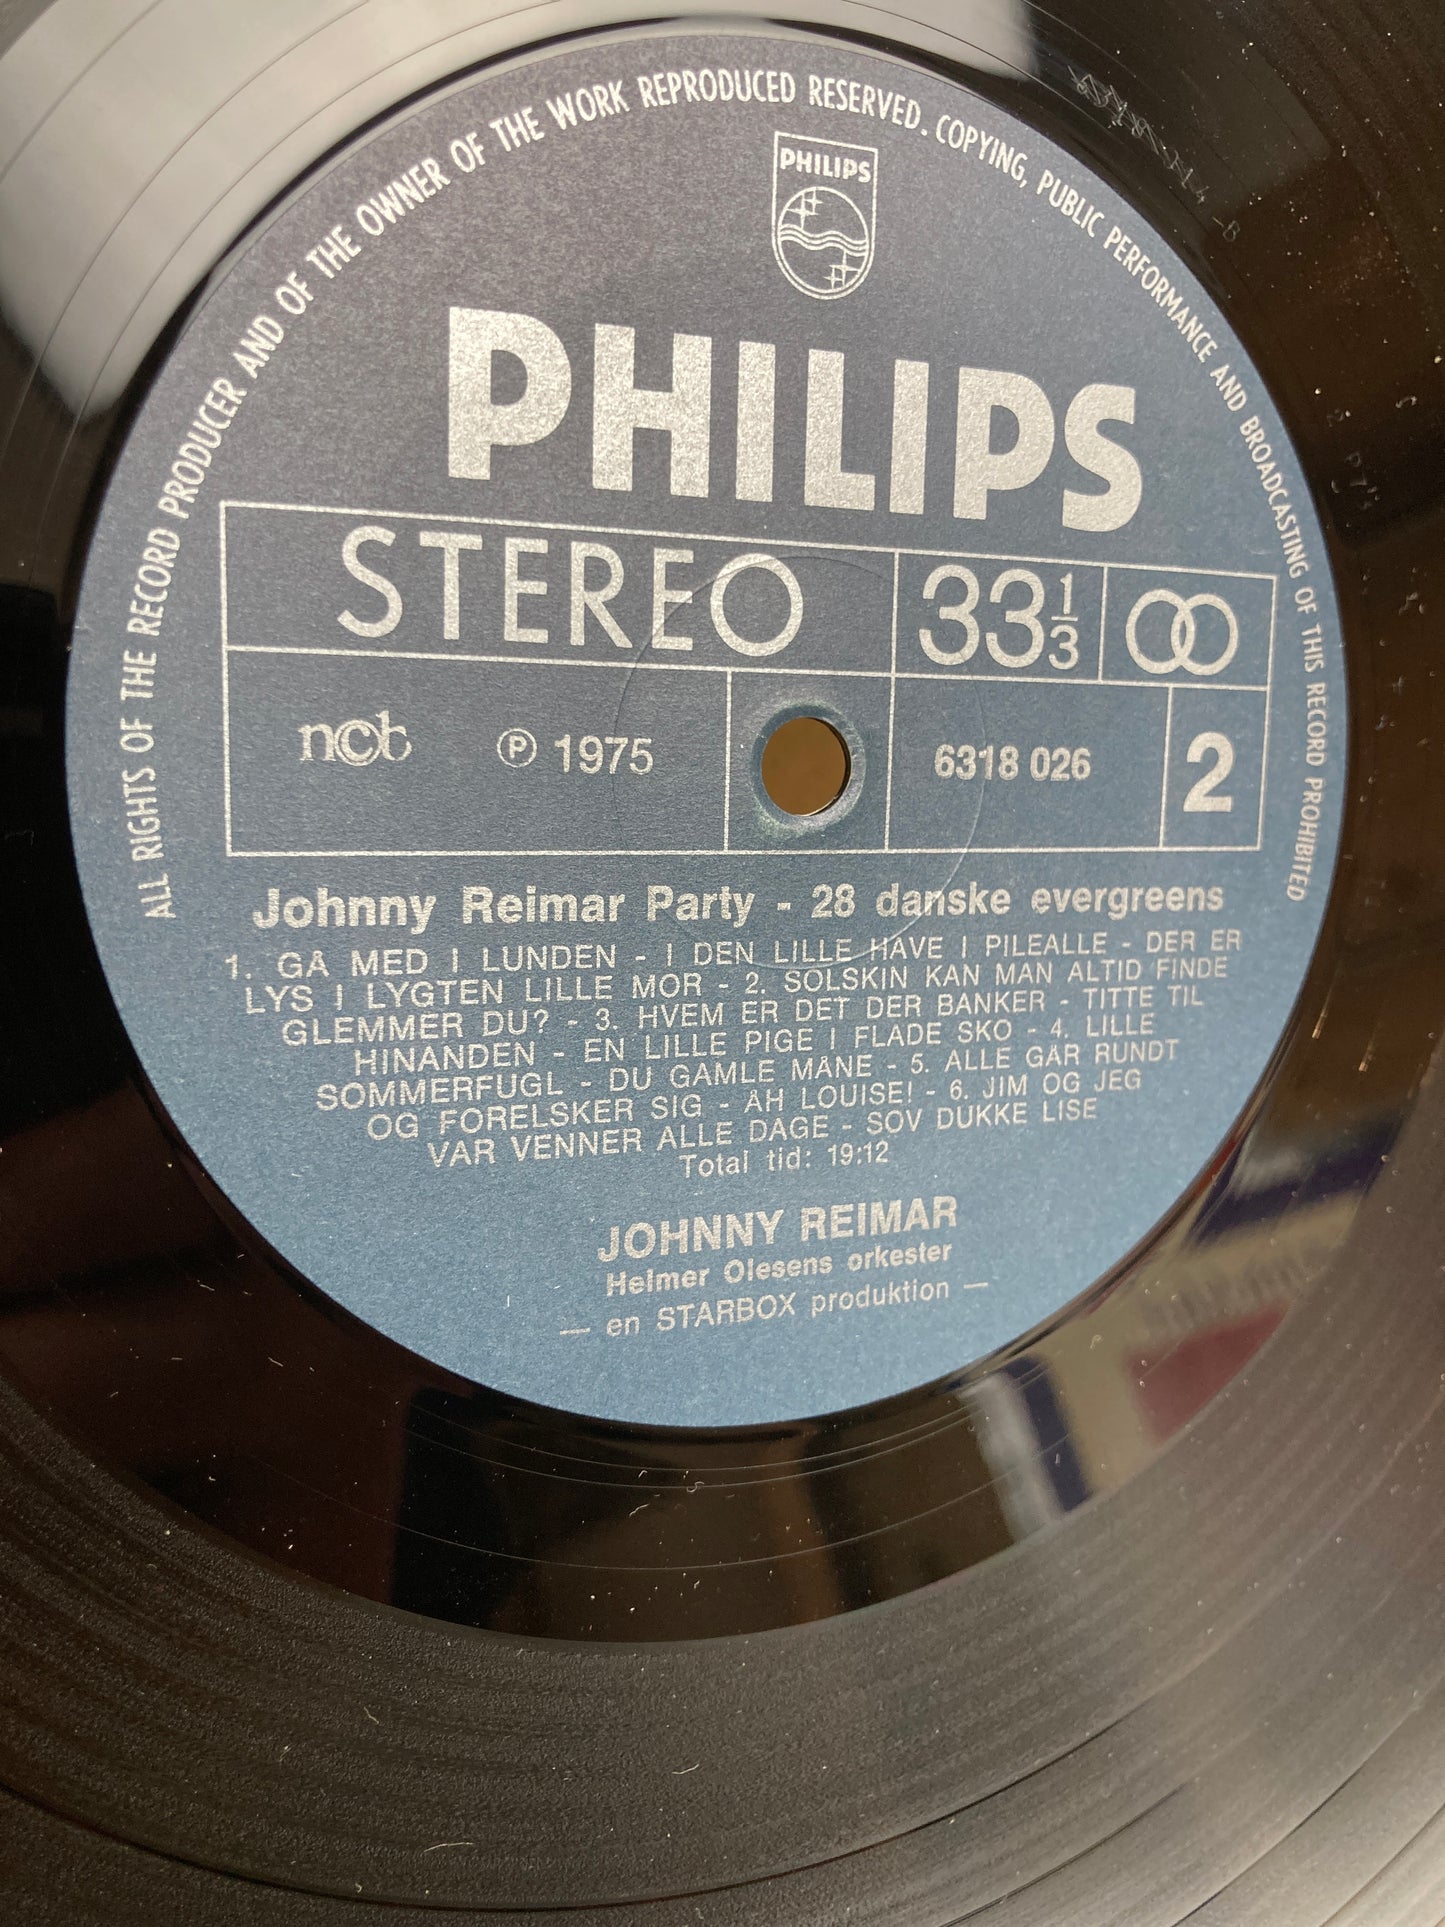 ALL RIGHTS OF THE RECORD PRODUCER AND OF THE OWNER OF THE WORK REPRODUCED RESERVED. COPYING, PUBLIC PERFORMANCE AND BROADCASTING OF THIS RECORD PROHIBITED
PHILIPS
PHILIPS
STEREO 33 1/3
ncb ℗ 1975 6318 026 2
Johnny Reimar Party - 28 danske evergreens
1. GÅ MED I LUNDEN - I DEN LILLE HAVE I PILEALLE - DER ER
LYS I LYGTEN LILLE MOR - 2. SOLSKIN KAN MAN ALTID FINDE
GLEMMER DU? - 3. HVEM ER DET DER BANKER - TITTE TIL
HINANDEN - EN LILLE PIGE I FLADE SKO - 4. LILLE
SOMMERFUGL - DU GAMLE MÅNE - 5. ALLE GÅR RUNDT
OG FORELSKER SIG - ÅH LOUISE! - 6. JIM OG JEG
VAR VENNER ALLE DAGE - SOV DUKKE LISE
Total tid: 19:12
JOHNNY REIMAR
Helmer Olesens orkester
— en STARBOX produktion —